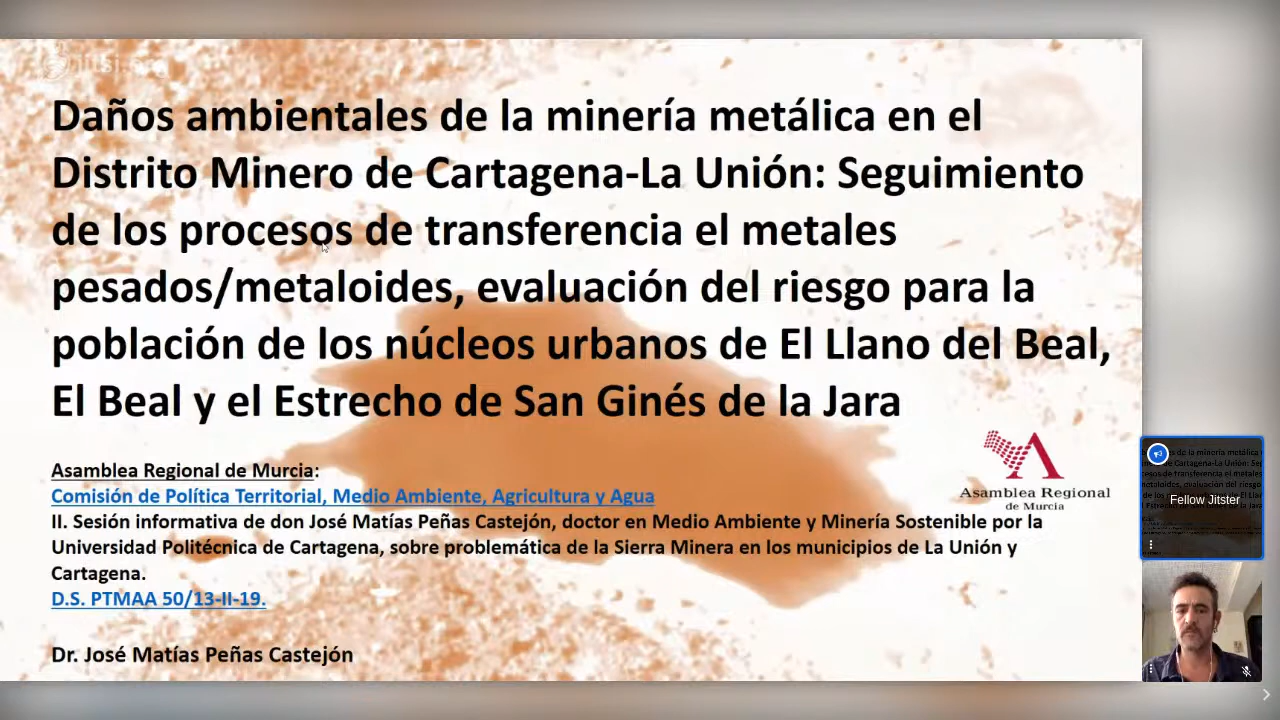 jitsi.org
Daños ambientales de la minería metálica en el
Distrito Minero de Cartagena-La Unión: Seguimiento
de los procesos de transferencia el metales
pesados/metaloides, evaluación del riesgo para la
población de los núcleos urbanos de El Llano del Beal,
El Beal y el Estrecho de San Ginés de la Jara
Asamblea Regional
de Murcia
Asamblea Regional de Murcia:
Comisión de Política Territorial, Medio Ambiente, Agricultura y Agua
II. Sesión informativa de don José Matías Peñas Castejón, doctor en Medio Ambiente y Minería Sostenible por la
Universidad Politécnica de Cartagena, sobre problemática de la Sierra Minera en los municipios de La Unión y
Cartagena.
D.S. PTMAA 50/13-II-19.
Dr. José Matías Peñas Castejón
Fellow Jitster